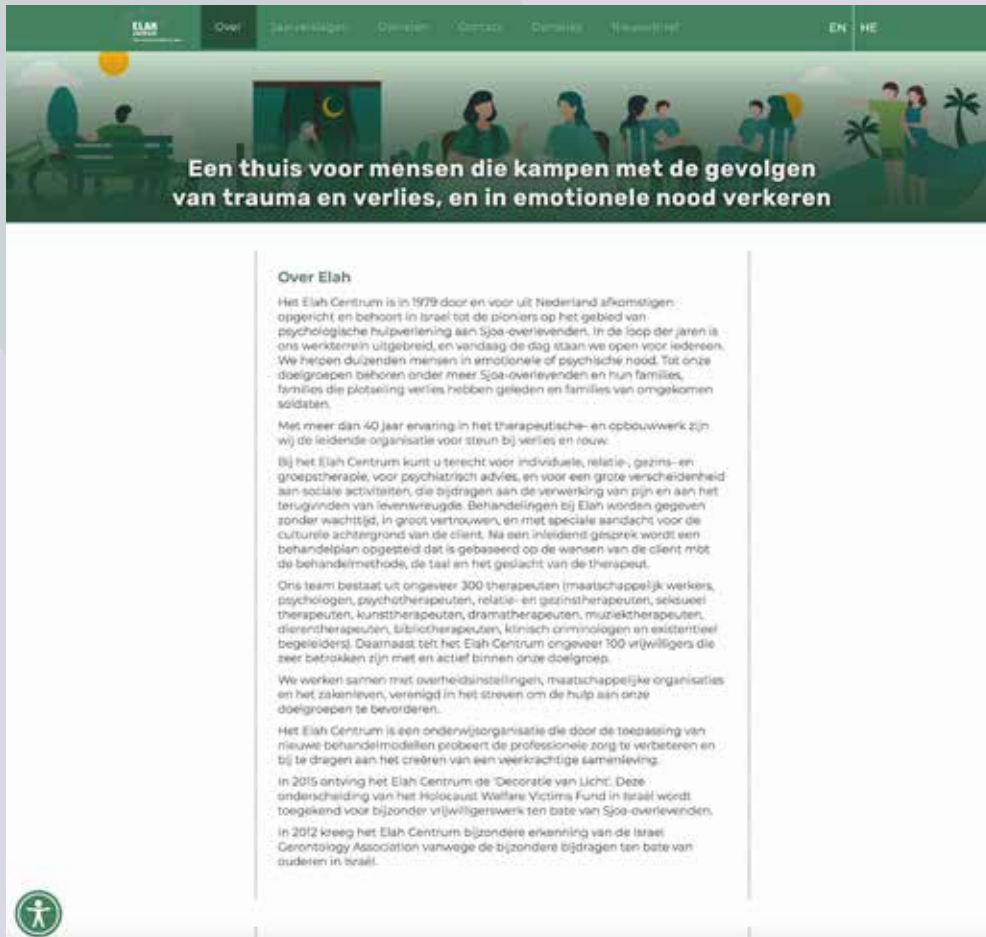 ELAH
Over Jaarverslagen Diensten Contact Donaties Nieuwsbrief EN HE
Een thuis voor mensen die kampen met de gevolgen
van trauma en verlies, en in emotionele nood verkeren
Over Elah
Het Elah Centrum is in 1979 door en voor uit Nederland afkomstigen
opgericht en behoort in Israel tot de pioniers op het gebied van
psychologische hulpverlening aan Sjoa-overlevenden. In de loop der jaren is
ons werkterrein uitgebreid, en vandaag de dag staan we open voor iedereen.
We helpen duizenden mensen in emotionele of psychische nood. Tot onze
doelgroepen behoren onder meer Sjoa-overlevenden en hun families,
families die plotseling verlies hebben geleden en families van omgekomen
soldaten.
Met meer dan 40 jaar ervaring in het therapeutische- en opbouwwerk zijn
wij de leidende organisatie voor steun bij verlies en rouw.
Bij het Elah Centrum kunt u terecht voor individuele, relatie-, gezins- en
groepstherapie, voor psychiatrisch advies, en voor een grote verscheidenheid
aan sociale activiteiten, die bijdragen aan de verwerking van pijn en aan het
terugvinden van levensvreugde. Behandelingen bij Elah worden gegeven
zonder wachttijd, in groot vertrouwen, en met speciale aandacht voor de
culturele achtergrond van de client. Na een inleidend gesprek wordt een
behandelplan opgesteld dat is gebaseerd op de wensen van de client mbt
de behandelmethode, de taal en het geslacht van de therapeut.
Ons team bestaat uit ongeveer 300 therapeuten (maatschappelijk werkers,
psychologen, psychotherapeuten, relatie- en gezinstherapeuten, seksueel
therapeuten, kunsttherapeuten, dramatherapeuten, muziektherapeuten,
dierentherapeuten, bibliotherapeuten, klinisch criminologen en existentieel
begeleiders). Daarnaast telt het Elah Centrum ongeveer 100 vrijwilligers die
zeer betrokken zijn met en actief binnen onze doelgroep.
We werken samen met overheidsinstellingen, maatschappelijke organisaties
en het zakenleven, verenigd in het streven om de hulp aan onze
doelgroepen te bevorderen.
Het Elah Centrum is een onderwijsorganisatie die door de toepassing van
nieuwe behandelmodellen probeert de professionele zorg te verbeteren en
bij te dragen aan het creëren van een veerkrachtige samenleving.
In 2015 ontving het Elah Centrum de 'Decoratie van Licht'. Deze
onderscheiding van het Holocaust Welfare Victims Fund in Israël wordt
toegekend voor bijzonder vrijwilligerswerk ten bate van Sjoa-overlevenden.
In 2012 kreeg het Elah Centrum bijzondere erkenning van de Israel
Gerontology Association vanwege de bijzondere bijdragen ten bate van
ouderen in Israël.